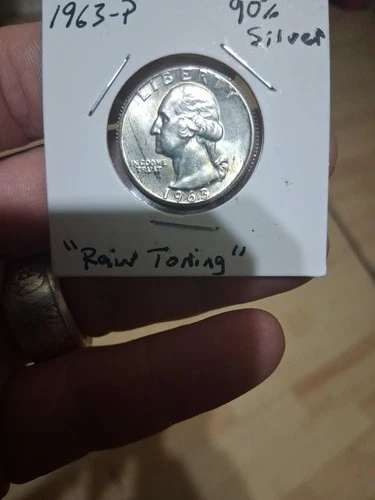 1963-P
90%
Silver
LIBERTY
IN GOD WE
TRUST
1963
"Rain Toning"